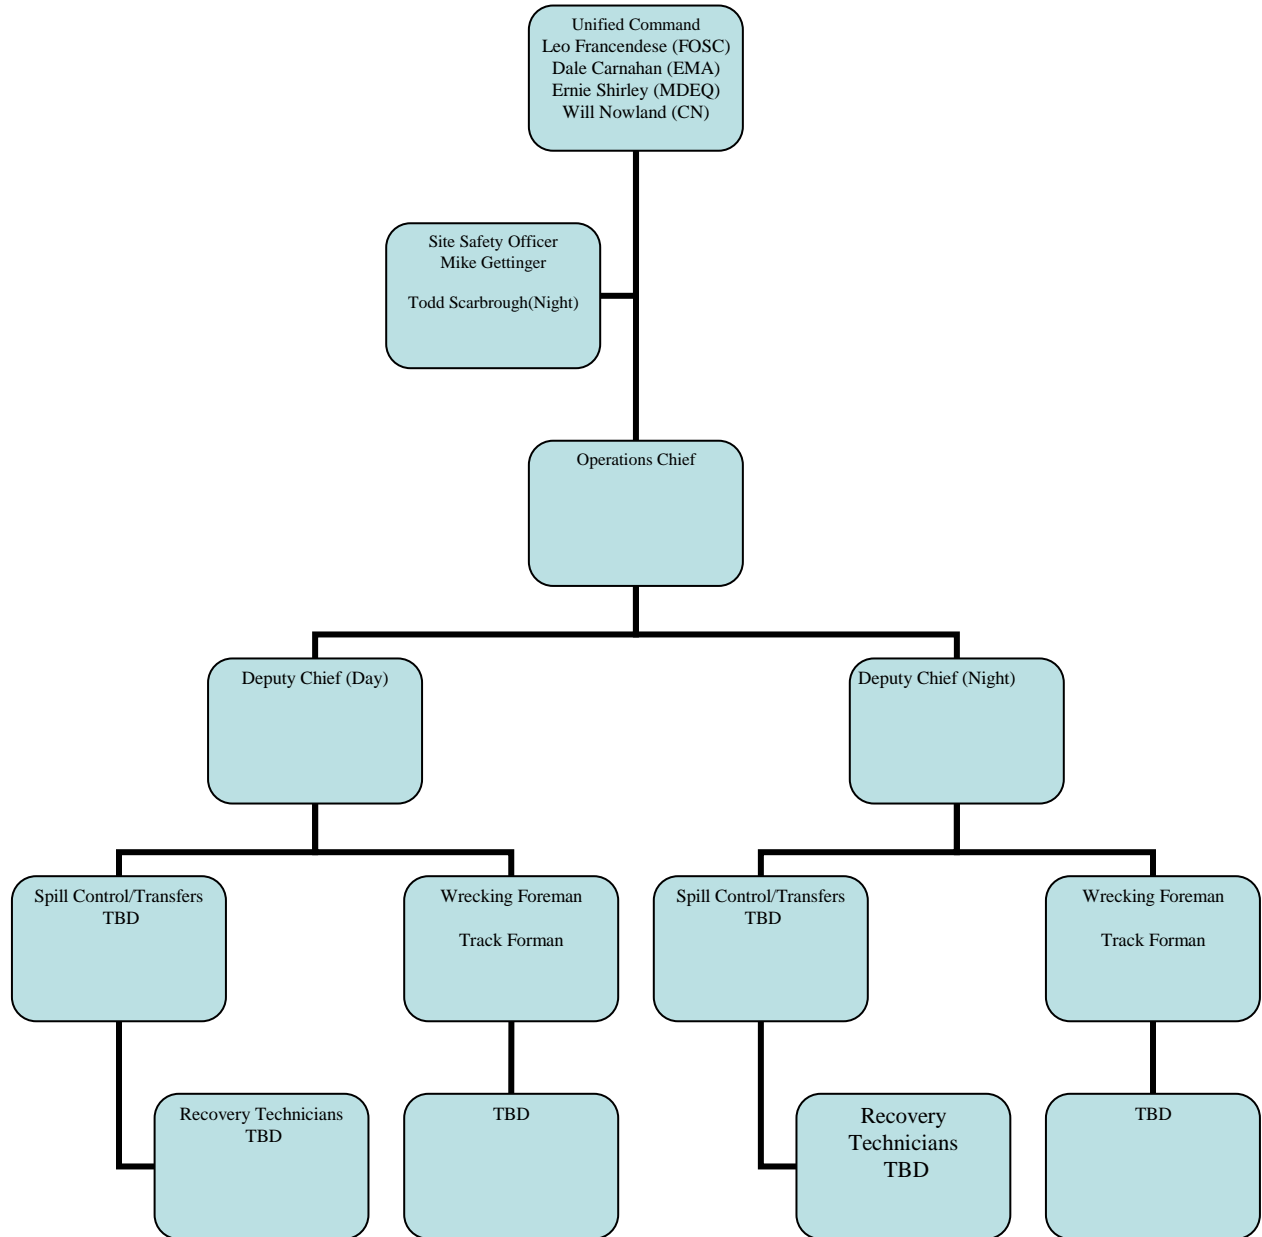 Unified Command
Leo Francendese (FOSC)
Dale Carnahan (EMA)
Ernie Shirley (MDEQ)
Will Nowland (CN)
Site Safety Officer
Mike Gettinger
Todd Scarbrough(Night)
Operations Chief
Deputy Chief (Day)
Deputy Chief (Night)
Spill Control/Transfers
TBD
Wrecking Foreman
Track Forman
Spill Control/Transfers
TBD
Wrecking Foreman
Track Forman
Recovery Technicians
TBD
TBD
Recovery
Technicians
TBD
TBD